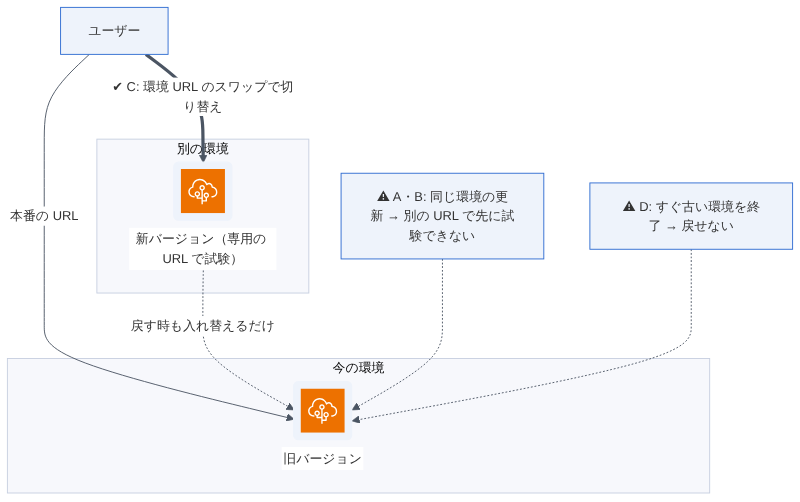 ユーザー
✔ C: 環境 URL のスワップで切
り替え
別の環境
新バージョン（専用の
URL で試験）
本番の URL
⚠ A・B: 同じ環境の更
新 → 別の URL で先に試
験できない
⚠ D: すぐ古い環境を終
了 → 戻せない
戻す時も入れ替えるだけ
今の環境
旧バージョン